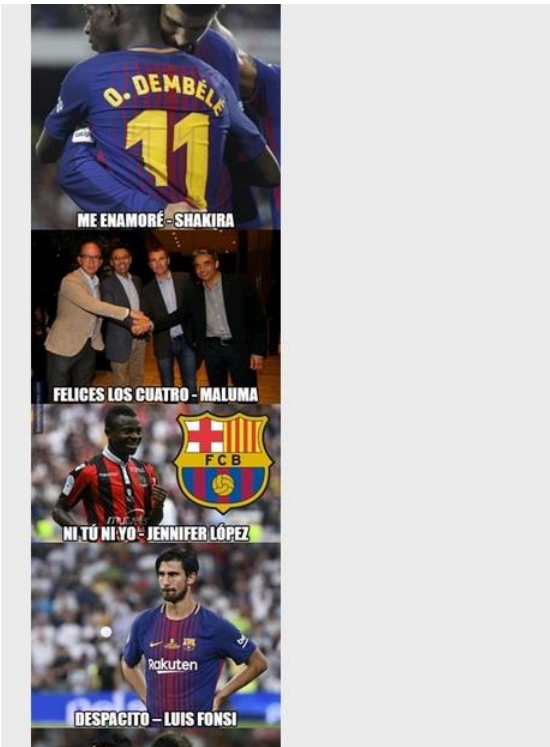 O. DEMBÉLÉ
11
ME ENAMORÉ - SHAKIRA
FELICES LOS CUATRO - MALUMA
FCB
NI TÚ NI YO - JENNIFER LÓPEZ
Rakuten
DESPACITO – LUIS FONSI